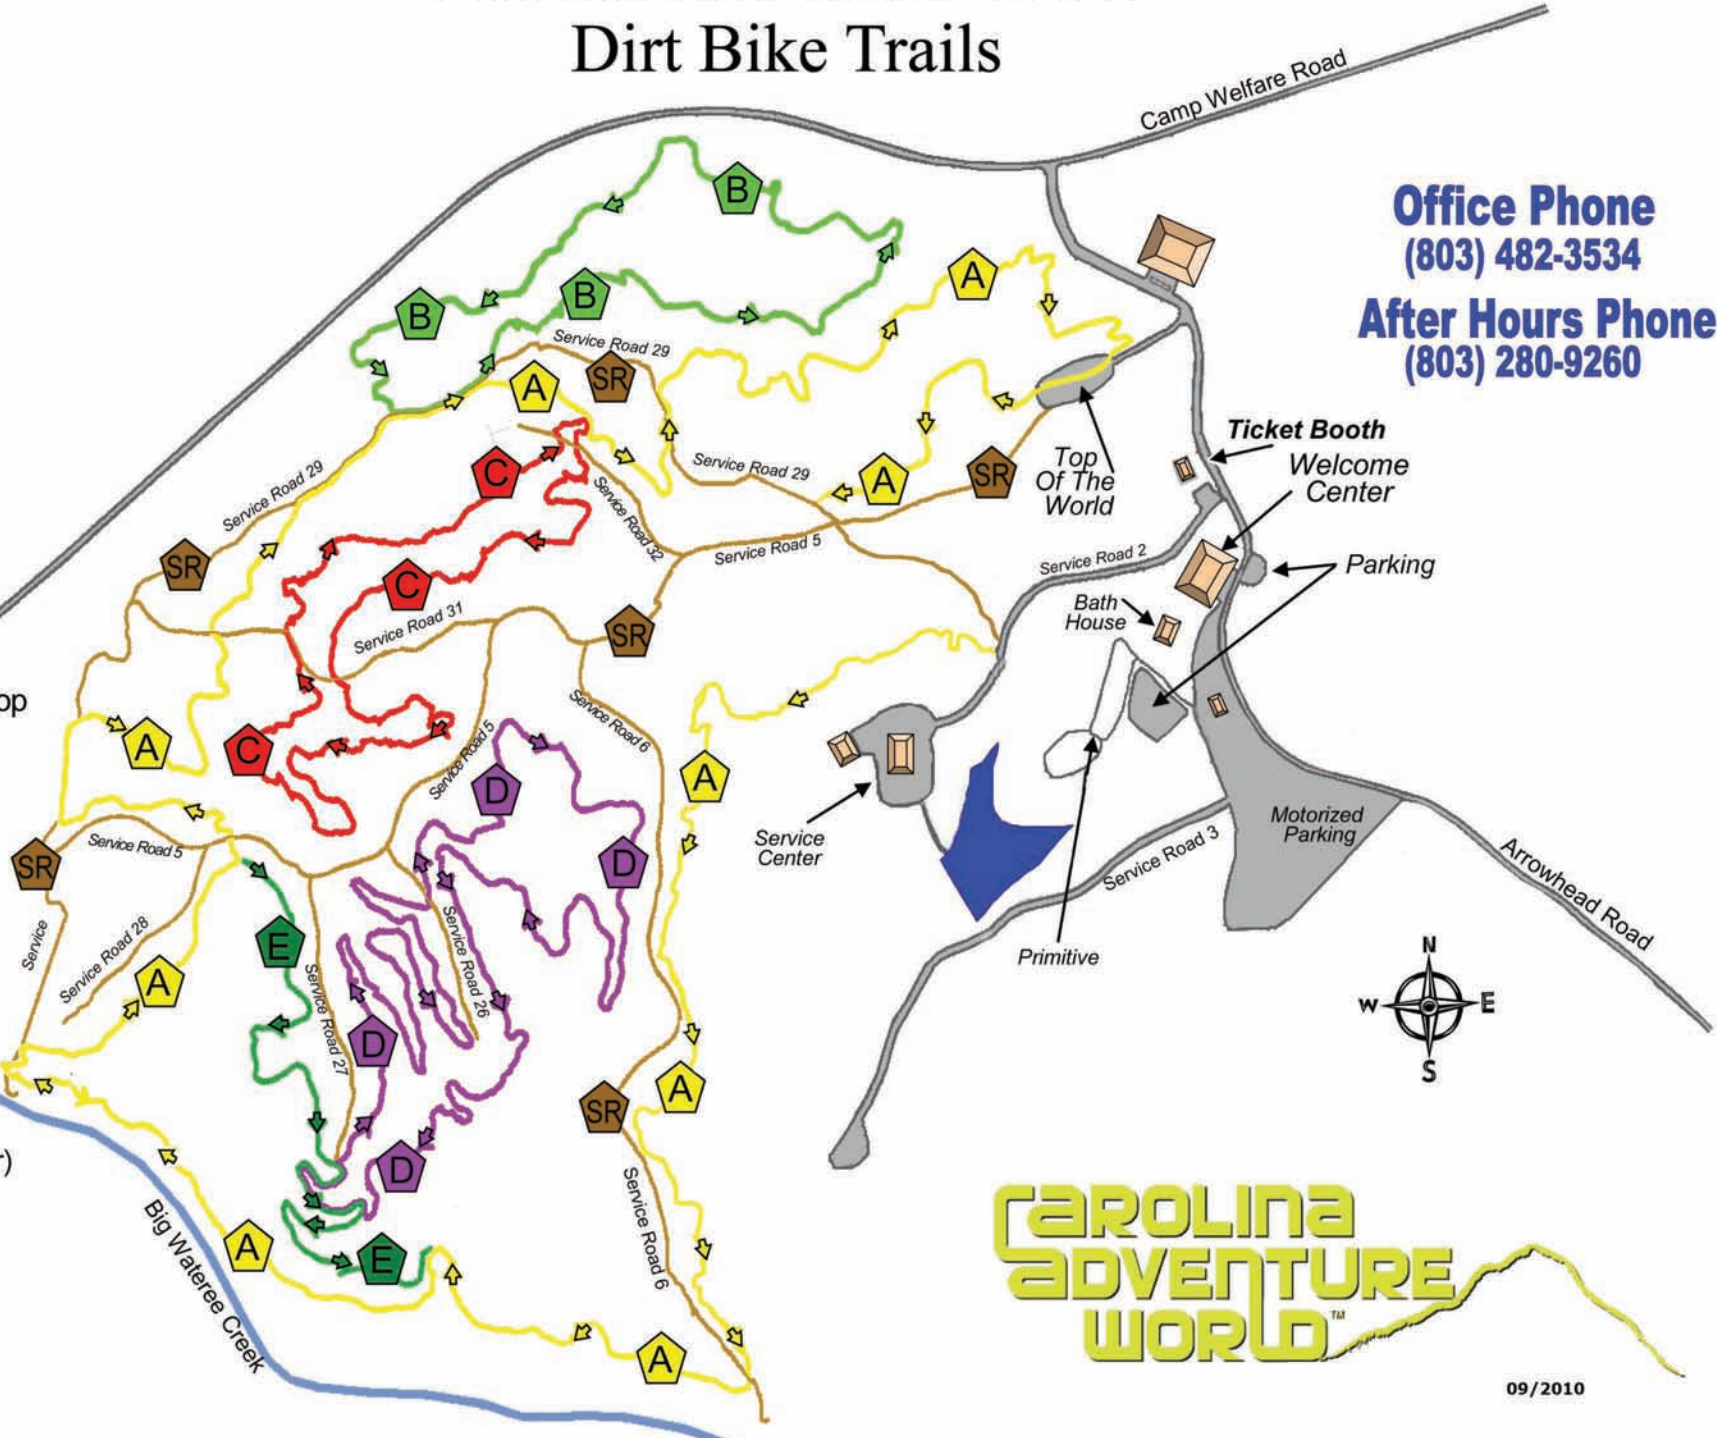 Dirt Bike Trails
Camp Welfare Road
Office Phone
(803) 482-3534
After Hours Phone
(803) 280-9260
B
B
B
A
Service Road 29
A
SR
Ticket Booth
Welcome
Center
C
Service Road 29
Service Road 29
A
SR
Top
Of The
World
Service Road 32
Service Road 5
Service Road 2
SR
C
Parking
Bath
House
Service Road 31
SR
op
A
C
Service Road 6
Service Road 5
D
A
Service
Center
Motorized
Parking
Service Road 3
Arrowhead Road
Service Road 5
SR
D
E
Service
Service Road 28
A
Service Road 27
Service Road 26
D
Primitive
N
W
E
S
SR
A
r)
D
Service Road 6
Big Wateree Creek
A
E
A
CAROLINA
ADVENTURE
WORLD™
09/2010